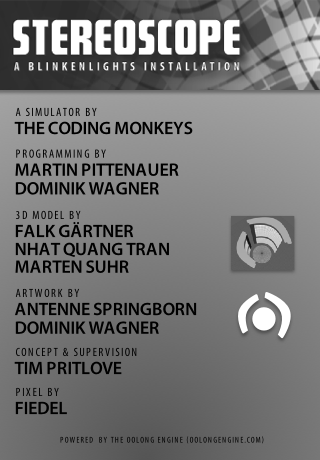 STEREOSCOPE
A BLINKENLIGHTS INSTALLATION
A SIMULATOR BY
THE CODING MONKEYS
PROGRAMMING BY
MARTIN PITTENAUER
DOMINIK WAGNER
3D MODEL BY
FALK GÄRTNER
NHAT QUANG TRAN
MARTEN SUHR
ARTWORK BY
ANTENNE SPRINGBORN
DOMINIK WAGNER
CONCEPT & SUPERVISION
TIM PRITLOVE
PIXEL BY
FIEDEL
POWERED BY THE OOLONG ENGINE (OOLONGENGINE.COM)